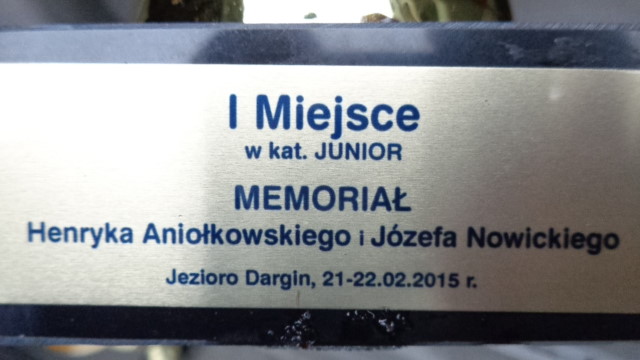 I Miejsce
w kat. JUNIOR
MEMORIAŁ
Henryka Aniołkowskiego i Józefa Nowickiego
Jezioro Dargin, 21-22.02.2015 r.